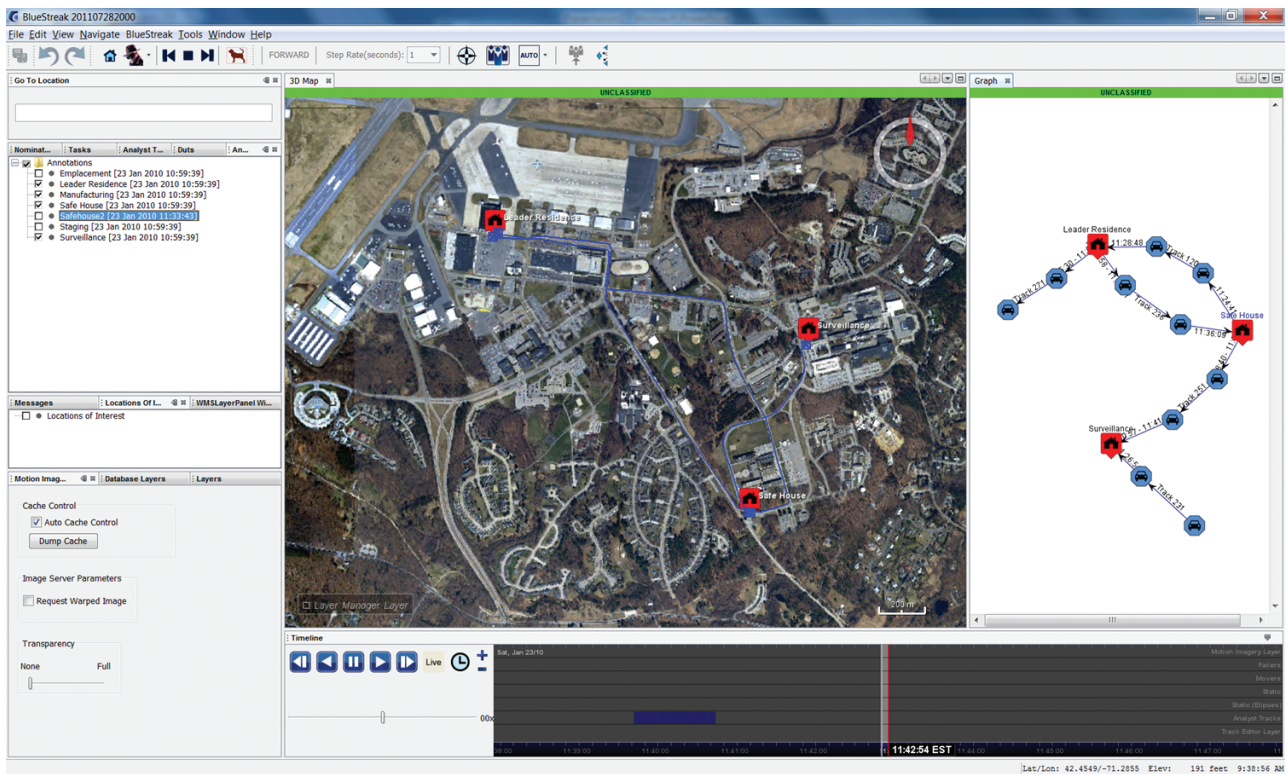 BlueStreak 201107282000
File Edit View Navigate BlueStreak Tools Window Help
FORWARD Step Rate(seconds): 1 AUTO
Go To Location
3D Map
Graph
UNCLASSIFIED
UNCLASSIFIED
Nominat... Tasks Analyst T... Duts An...
Annotations
Emplacement [23 Jan 2010 10:59:39]
Leader Residence [23 Jan 2010 10:59:39]
Manufacturing [23 Jan 2010 10:59:39]
Safe House [23 Jan 2010 10:59:39]
Safehouse2 [23 Jan 2010 11:33:43]
Staging [23 Jan 2010 10:59:39]
Surveillance [23 Jan 2010 10:59:39]
Messages Locations Of I... WMSLayerPanel Wi...
Locations of Interest
Motion Imag... Database Layers Layers
Cache Control
Auto Cache Control
Dump Cache
Image Server Parameters
Request Warped Image
Transparency
None Full
Leader Residence
Surveillance
Safe House
Layer Manager Layer
200 m
Leader Residence
11:28:48
Track 120
11:24:41
Track 271
Track 236
11:36:09
Safe House
Track 251
Surveillance
11:41
Track 231
Timeline
Live
00x
Sat, Jan 23/10
Motion Imagery Layer
Movers
Static
Static (Elipses)
Analyst Tracks
Track Editor Layer
38:00 11:39:00 11:40:00 11:41:00 11:42:00 11:42:54 EST 11:44:00 11:45:00 11:46:00 11:47:00
Lat/Lon: 42.4549/-71.2855 Elev: 191 feet 9:38:56 AM